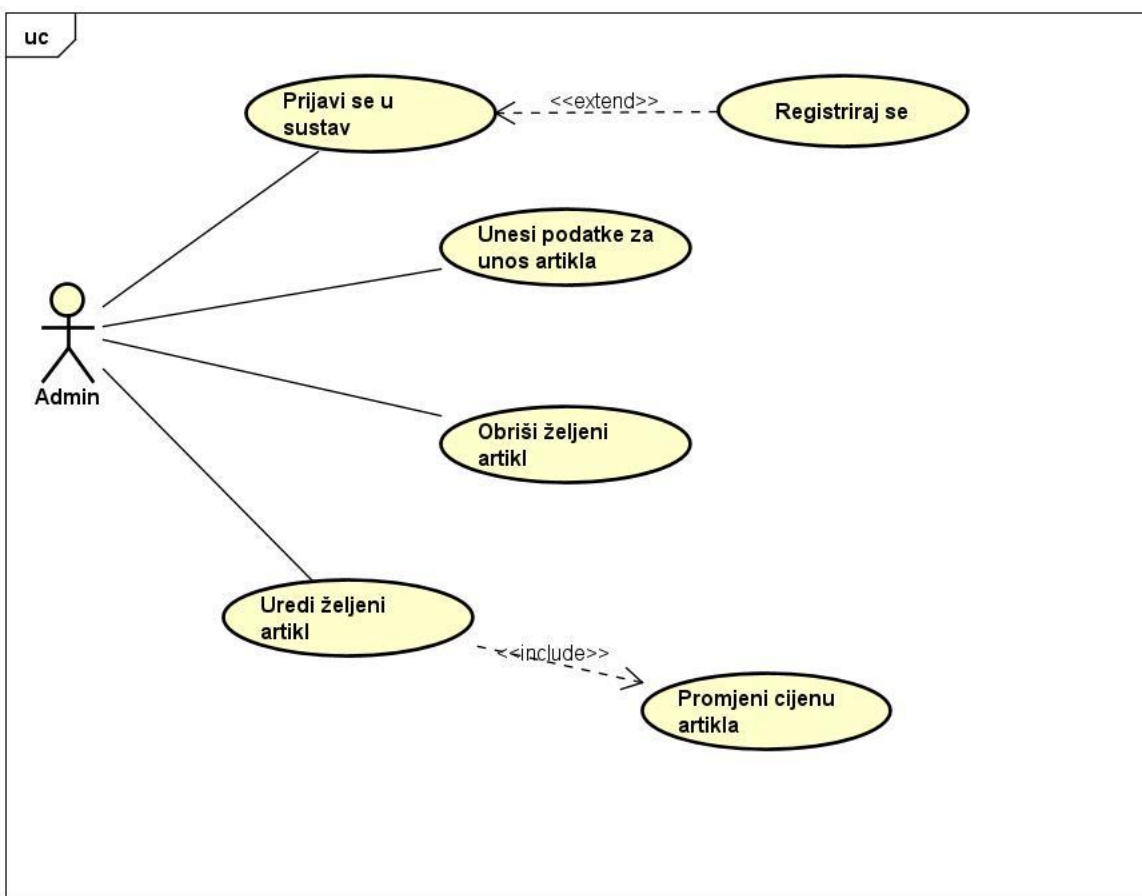 uc
Prijavi se u
sustav
<<extend>>
Registriraj se
Unesi podatke za
unos artikla
Admin
Obriši željeni
artikl
Uredi željeni
artikl
<<include>>
Promjeni cijenu
artikla